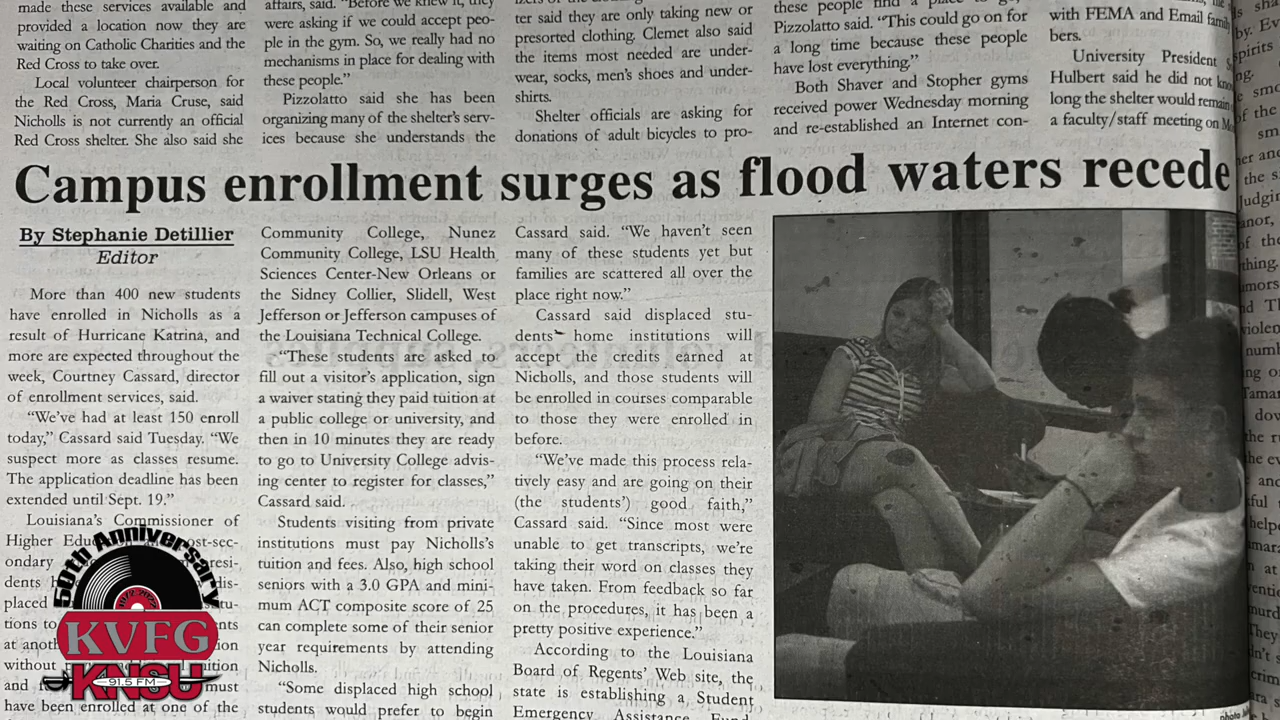 made these services available and
provided a location now they are
waiting on Catholic Charities and the
Red Cross to take over.
Local volunteer chairperson for
the Red Cross, Maria Cruse, said
Nicholls is not currently an official
Red Cross shelter. She also said she
affairs, said. "Before we knew it, they
were asking if we could accept peo-
ple in the gym. So, we really had no
mechanisms in place for dealing with
these people."
Pizzolatto said she has been
organizing many of the shelter's serv-
ices because she understands the
ter said they are only taking new or
presorted clothing. Clemet also said
the items most needed are under-
wear, socks, men's shoes and under-
shirts.
Shelter officials are asking for
donations of adult bicycles to pro-
these people find a place to go,"
Pizzolatto said. "This could go on for
a long time because these people
have lost everything."
Both Shaver and Stopher gyms
received power Wednesday morning
and re-established an Internet con-
with FEMA and Email family
bers.
University President
Hulbert said he did not know
long the shelter would remain
a faculty/staff meeting on
Campus enrollment surges as flood waters recede
By Stephanie Detillier
Editor
More than 400 new students
have enrolled in Nicholls as a
result of Hurricane Katrina, and
more are expected throughout the
week, Courtney Cassard, director
of enrollment services, said.
"We've had at least 150 enroll
today," Cassard said Tuesday. "We
suspect more as classes resume.
The application deadline has been
extended until Sept. 19."
Louisiana's Commissioner of
Higher
ondary
dents
placed
tions to
at
without
and must
have been enrolled at one of the
Community College, Nunez
Community College, LSU Health
Sciences Center-New Orleans or
the Sidney Collier, Slidell, West
Jefferson or Jefferson campuses of
the Louisiana Technical College.
"These students are asked to
fill out a visitor's application, sign
a waiver stating they paid tuition at
a public college or university, and
then in 10 minutes they are ready
to go to University College advis-
ing center to register for classes,"
Cassard said.
Students visiting from private
institutions must pay Nicholls's
tuition and fees. Also, high school
seniors with a 3.0 GPA and mini-
mum ACT composite score of 25
can complete some of their senior
year requirements by attending
Nicholls.
"Some displaced high school
students would prefer to begin
Cassard said. "We haven't seen
many of these students yet but
families are scattered all over the
place right now."
Cassard said displaced stu-
dents' home institutions will
accept the credits earned at
Nicholls, and those students will
be enrolled in courses comparable
to those they were enrolled in
before.
"We've made this process rela-
tively easy and are going on their
(the students') good faith,"
Cassard said. "Since most were
unable to get transcripts, we're
taking their word on classes they
have taken. From feedback so far
on the procedures, it has been a
pretty positive experience."
According to the Louisiana
Board of Regents' Web site, the
state is establishing a Student
Emergency Assistance Fund
50th Anniversary
1972-2022
KVFG
KNSU
91.5 FM